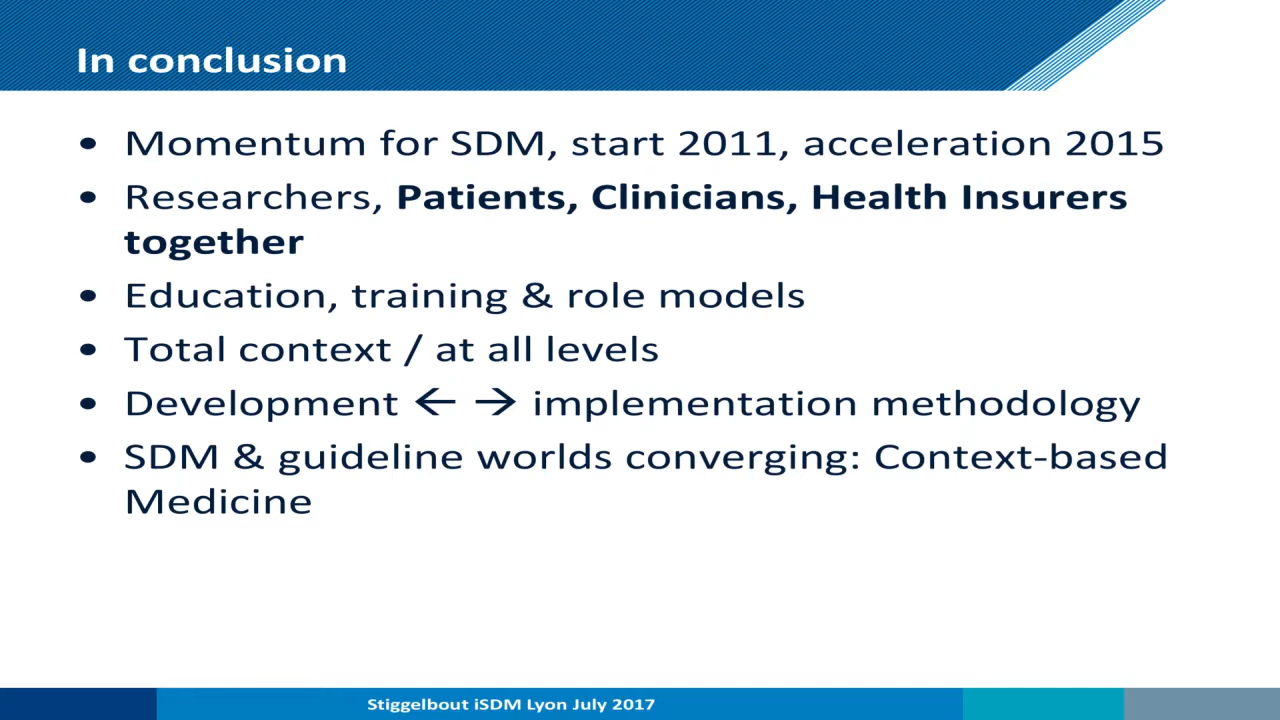 In conclusion
• Momentum for SDM, start 2011, acceleration 2015
• Researchers, Patients, Clinicians, Health Insurers
together
• Education, training & role models
• Total context / at all levels
• Development ← → implementation methodology
• SDM & guideline worlds converging: Context-based
Medicine
Stiggelbout iSDM Lyon July 2017